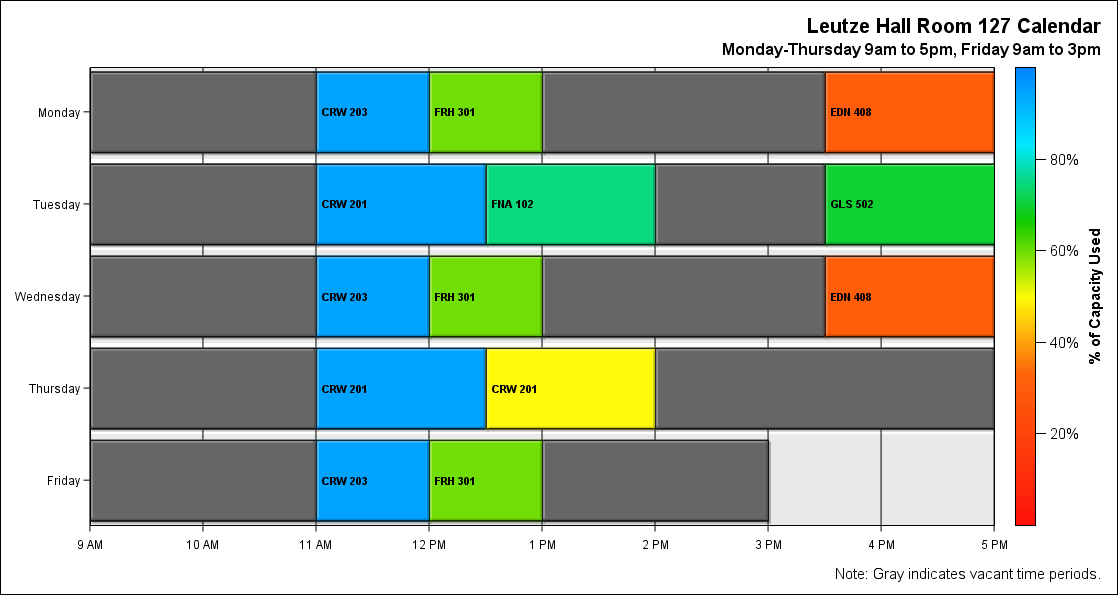 Leutze Hall Room 127 Calendar
Monday-Thursday 9am to 5pm, Friday 9am to 3pm
Monday
CRW 203
FRH 301
EDN 408
Tuesday
CRW 201
FNA 102
GLS 502
Wednesday
CRW 203
FRH 301
EDN 408
Thursday
CRW 201
CRW 201
Friday
CRW 203
FRH 301
9 AM 10 AM 11 AM 12 PM 1 PM 2 PM 3 PM 4 PM 5 PM
80%
60%
40%
20%
% of Capacity Used
Note: Gray indicates vacant time periods.